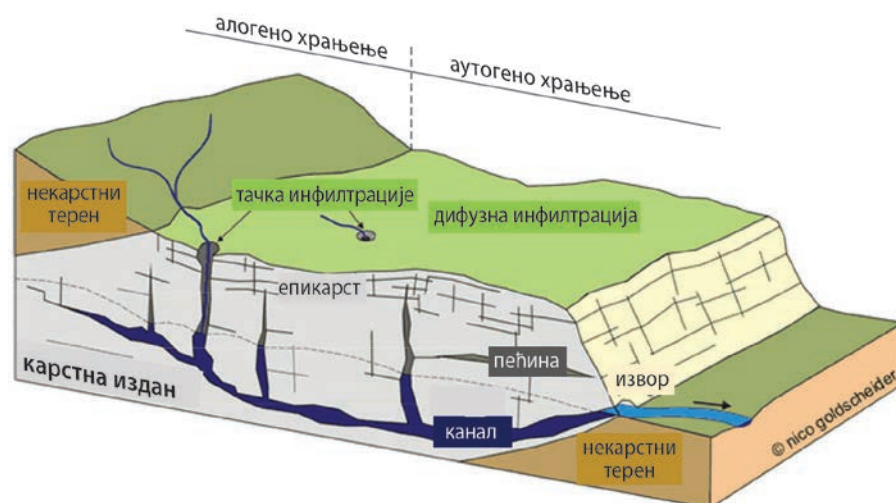 алогено храњење
аутогено храњење
некарстни
терен
тачка инфилтрације
дифузна инфилтрација
епикарст
пећина
извор
карстна издан
канал
некарстни
терен
© nico goldscheider